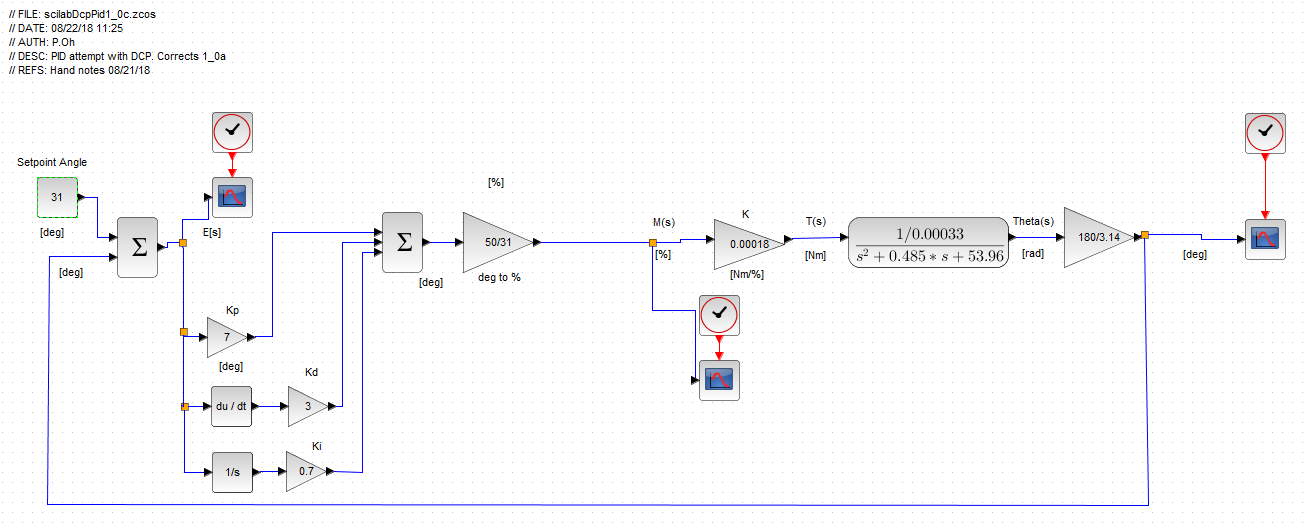 // FILE: scilabDcpPid1_0c.zcos
// DATE: 08/22/18 11:25
// AUTH: P.Oh
// DESC: PID attempt with DCP. Corrects 1_0a
// REFS: Hand notes 08/21/18
Setpoint Angle
31
[deg]
[deg]
Σ
E[s]
Kp
7
[deg]
du / dt
Kd
3
1/s
Ki
0.7
Σ
[deg]
[%]
50/31
deg to %
M(s)
[%]
K
0.00018
[Nm/%]
T(s)
[Nm]
1/0.00033
s² + 0.485 * s + 53.96
Theta(s)
[rad]
180/3.14
[deg]